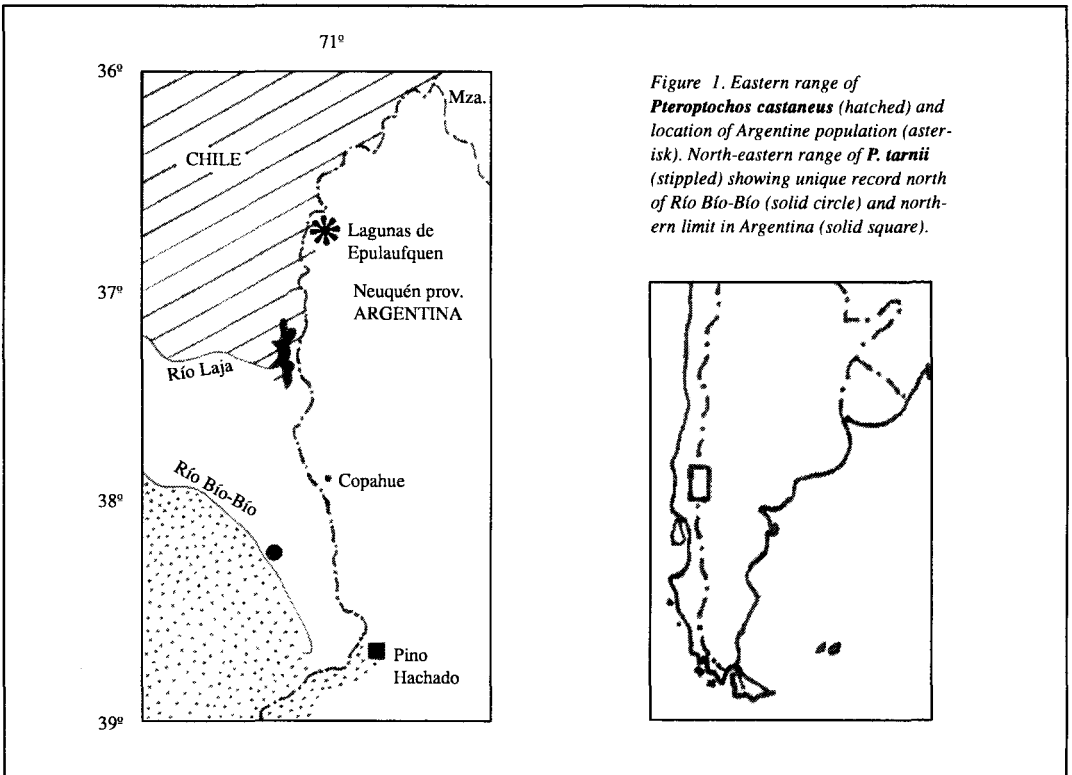 71º
36º
Mza.
CHILE
Lagunas de
Epulaufquen
37º
Neuquén prov.
ARGENTINA
Río Laja
Copahue
Río Bío-Bío
38º
Pino
Hachado
39º
Figure 1. Eastern range of
Pteroptochos castaneus (hatched) and
location of Argentine population (aster-
isk). North-eastern range of P. tarnii
(stippled) showing unique record north
of Río Bío-Bío (solid circle) and north-
ern limit in Argentina (solid square).